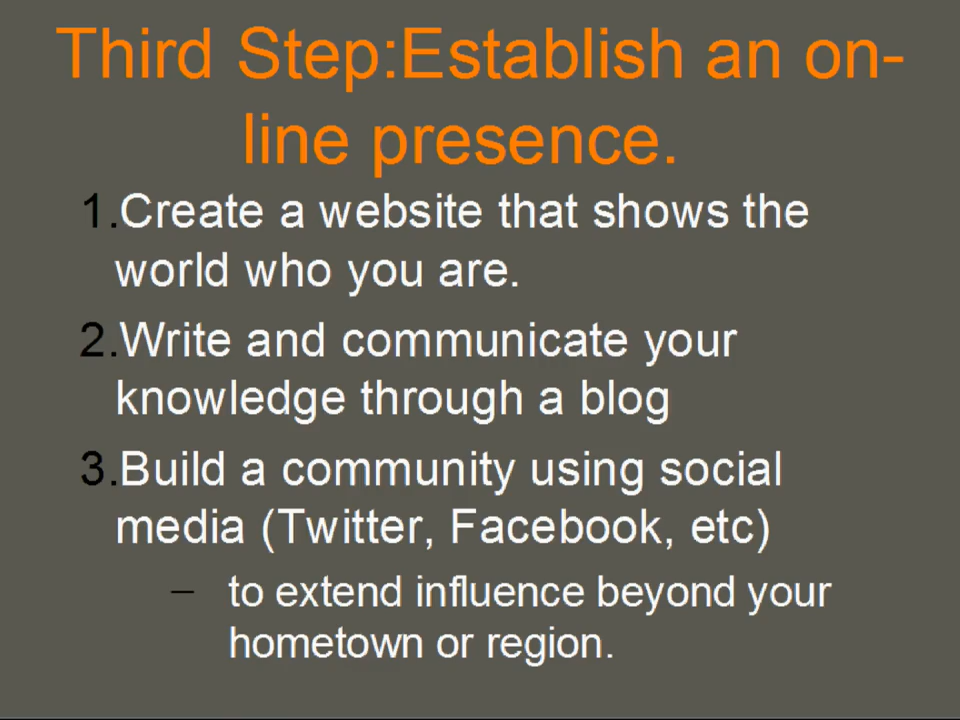 Third Step:Establish an on-
line presence.
1.Create a website that shows the
world who you are.
2.Write and communicate your
knowledge through a blog
3.Build a community using social
media (Twitter, Facebook, etc)
– to extend influence beyond your
hometown or region.